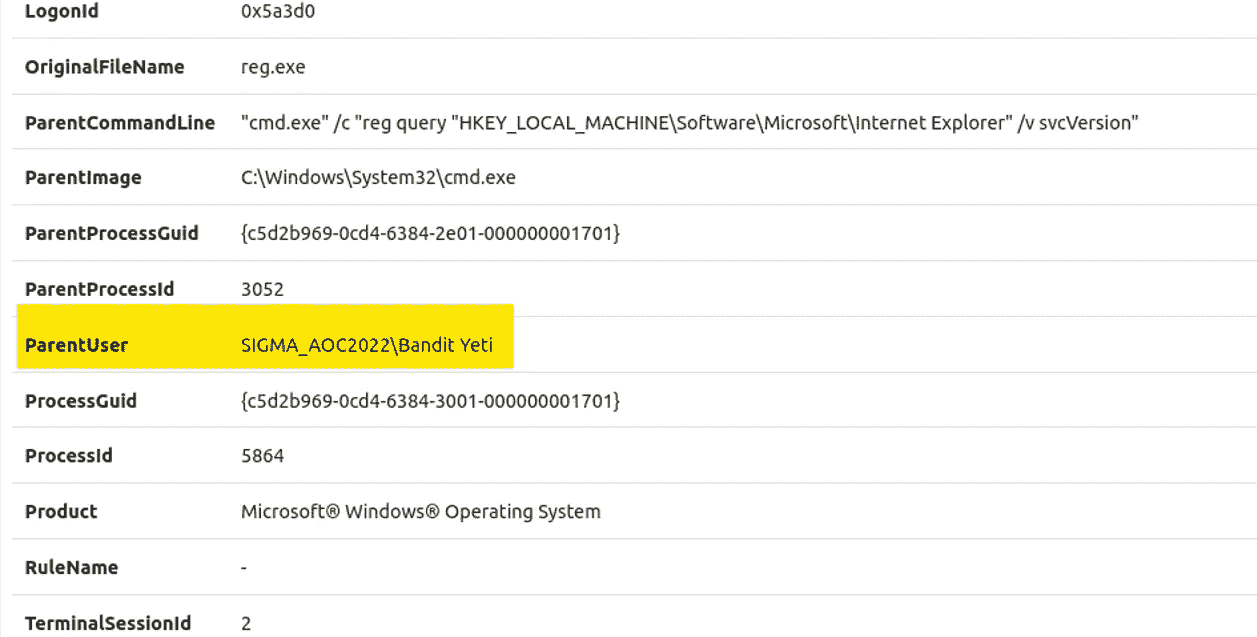 LogonId 0x5a3d0
OriginalFileName reg.exe
ParentCommandLine "cmd.exe" /c "reg query "HKEY_LOCAL_MACHINE\Software\Microsoft\Internet Explorer" /v svcVersion"
ParentImage C:\Windows\System32\cmd.exe
ParentProcessGuid {c5d2b969-0cd4-6384-2e01-000000001701}
ParentProcessId 3052
ParentUser SIGMA_AOC2022\Bandit Yeti
ProcessGuid {c5d2b969-0cd4-6384-3001-000000001701}
ProcessId 5864
Product Microsoft® Windows® Operating System
RuleName -
TerminalSessionId 2